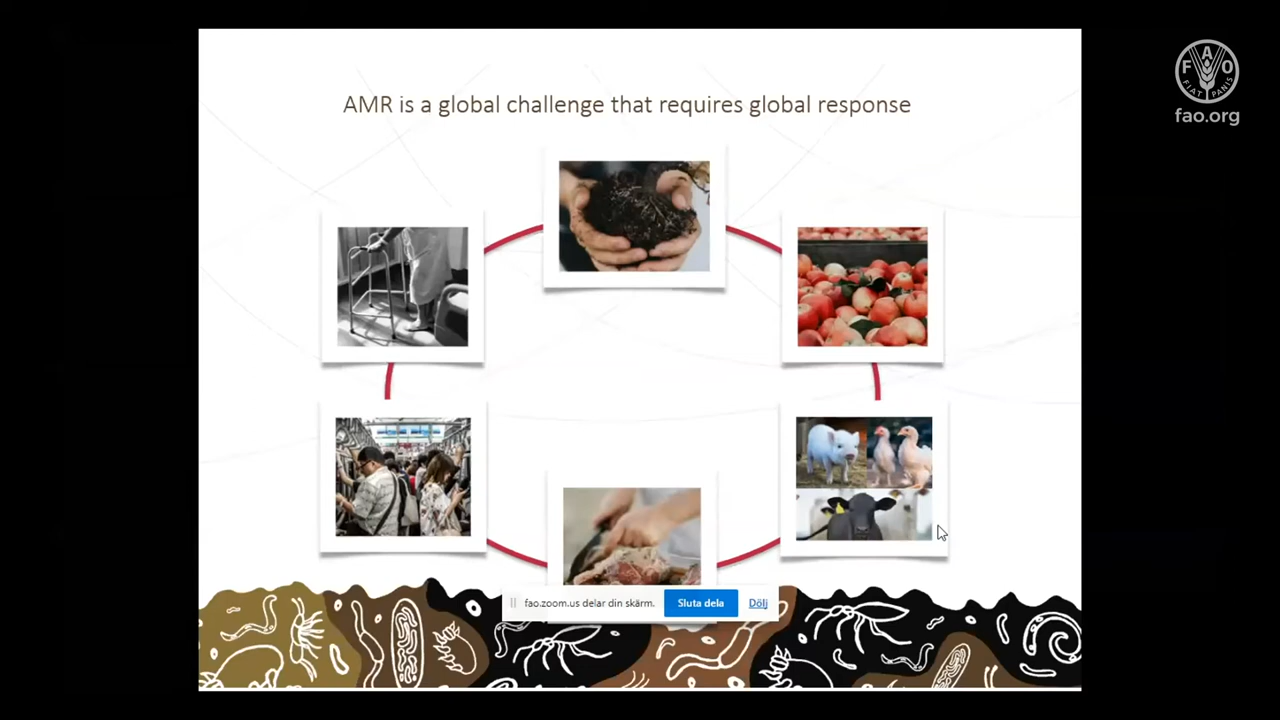 AMR is a global challenge that requires global response
F A O
FIAT PANIS
fao.org
fao.zoom.us delar din skärm.
Sluta dela
Dölj